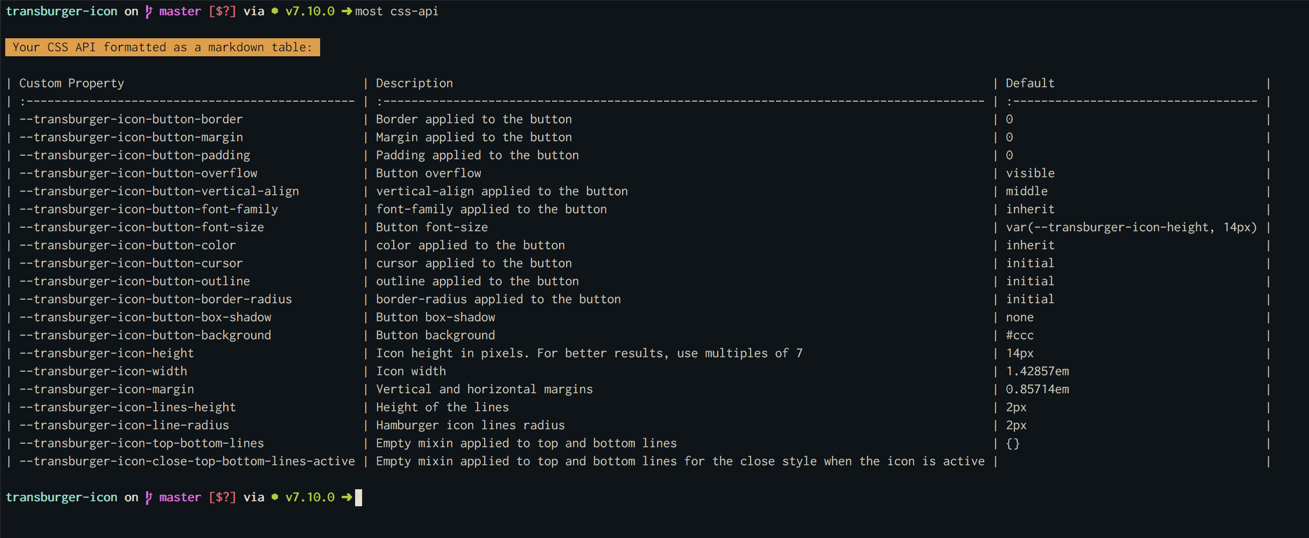 transburger-icon on master [$?] via ● v7.10.0 ➜ most css-api
Your CSS API formatted as a markdown table:
| Custom Property | Description | Default |
| :----------------------------------------------- | :-------------------------------------------------------------------------------------- | :----------------------------------- |
| --transburger-icon-button-border | Border applied to the button | 0 |
| --transburger-icon-button-margin | Margin applied to the button | 0 |
| --transburger-icon-button-padding | Padding applied to the button | 0 |
| --transburger-icon-button-overflow | Button overflow | visible |
| --transburger-icon-button-vertical-align | vertical-align applied to the button | middle |
| --transburger-icon-button-font-family | font-family applied to the button | inherit |
| --transburger-icon-button-font-size | Button font-size | var(--transburger-icon-height, 14px) |
| --transburger-icon-button-color | color applied to the button | inherit |
| --transburger-icon-button-cursor | cursor applied to the button | initial |
| --transburger-icon-button-outline | outline applied to the button | initial |
| --transburger-icon-button-border-radius | border-radius applied to the button | initial |
| --transburger-icon-button-box-shadow | Button box-shadow | none |
| --transburger-icon-button-background | Button background | #ccc |
| --transburger-icon-height | Icon height in pixels. For better results, use multiples of 7 | 14px |
| --transburger-icon-width | Icon width | 1.42857em |
| --transburger-icon-margin | Vertical and horizontal margins | 0.85714em |
| --transburger-icon-lines-height | Height of the lines | 2px |
| --transburger-icon-line-radius | Hamburger icon lines radius | 2px |
| --transburger-icon-top-bottom-lines | Empty mixin applied to top and bottom lines | {} |
| --transburger-icon-close-top-bottom-lines-active | Empty mixin applied to top and bottom lines for the close style when the icon is active | |
transburger-icon on master [$?] via ● v7.10.0 ➜